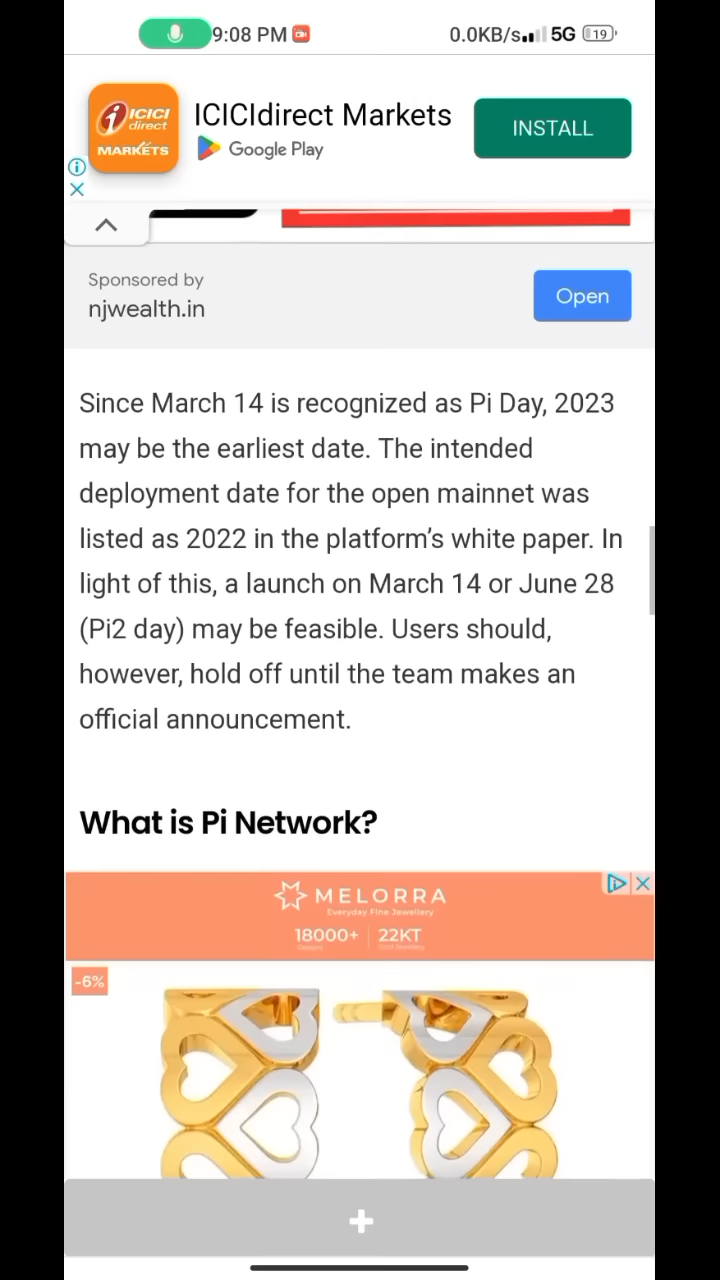 9:08 PM
0.0KB/s 5G 19
ICICI direct MARKETS
ICICIdirect Markets
Google Play
INSTALL
Sponsored by
njwealth.in
Open
Since March 14 is recognized as Pi Day, 2023
may be the earliest date. The intended
deployment date for the open mainnet was
listed as 2022 in the platform’s white paper. In
light of this, a launch on March 14 or June 28
(Pi2 day) may be feasible. Users should,
however, hold off until the team makes an
official announcement.
What is Pi Network?
MELORRA
Everyday Fine Jewellery
18000+ 22KT
Designs
-6%